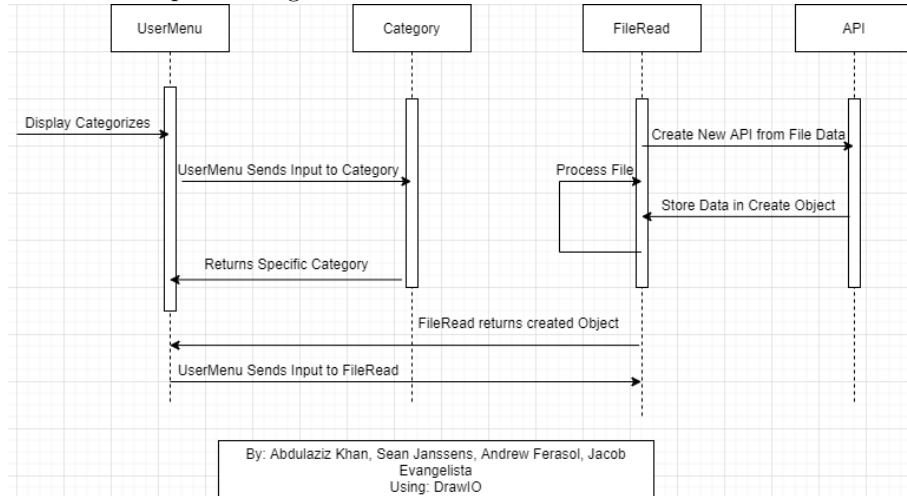 UserMenu
Category
FileRead
API
Display Categorizes
Create New API from File Data
UserMenu Sends Input to Category
Process File
Store Data in Create Object
Returns Specific Category
FileRead returns created Object
UserMenu Sends Input to FileRead
By: Abdulaziz Khan, Sean Janssens, Andrew Ferasol, Jacob
Evangelista
Using: DrawIO